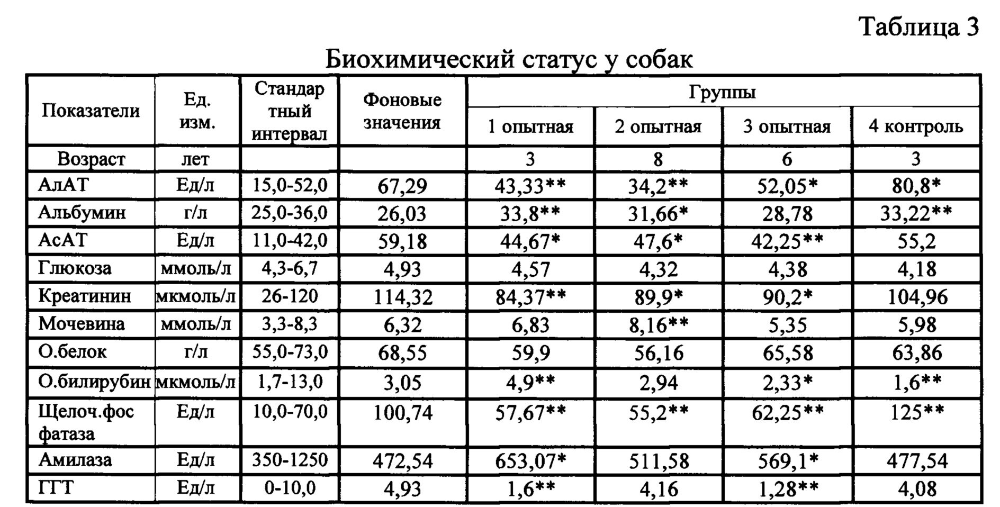 Таблица 3
Биохимический статус у собак
Показатели Ед. изм. Стандар тный интервал Фоновые значения Группы
1 опытная 2 опытная 3 опытная 4 контроль
Возраст лет 3 8 6 3
АлАТ Ед/л 15,0-52,0 67,29 43,33** 34,2** 52,05* 80,8*
Альбумин г/л 25,0-36,0 26,03 33,8** 31,66* 28,78 33,22**
АсАТ Ед/л 11,0-42,0 59,18 44,67* 47,6* 42,25** 55,2
Глюкоза ммоль/л 4,3-6,7 4,93 4,57 4,32 4,38 4,18
Креатинин мкмоль/л 26-120 114,32 84,37** 89,9* 90,2* 104,96
Мочевина ммоль/л 3,3-8,3 6,32 6,83 8,16** 5,35 5,98
О.белок г/л 55,0-73,0 68,55 59,9 56,16 65,58 63,86
О.билирубин мкмоль/л 1,7-13,0 3,05 4,9** 2,94 2,33* 1,6**
Щелоч.фос Ед/л 10,0-70,0 100,74 57,67** 55,2** 62,25** 125**
фатаза
Амилаза Ед/л 350-1250 472,54 653,07* 511,58 569,1* 477,54
ГГТ Ед/л 0-10,0 4,93 1,6** 4,16 1,28** 4,08